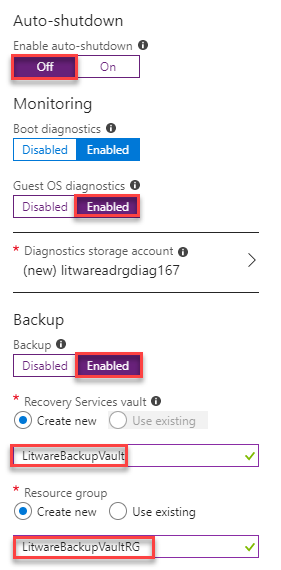 Auto-shutdown
Enable auto-shutdown
Off On
Monitoring
Boot diagnostics
Disabled Enabled
Guest OS diagnostics
Disabled Enabled
* Diagnostics storage account
(new) litwareadrgdiag167
Backup
Backup
Disabled Enabled
* Recovery Services vault
Create new Use existing
LitwareBackupVault
* Resource group
Create new Use existing
LitwareBackupVaultRG